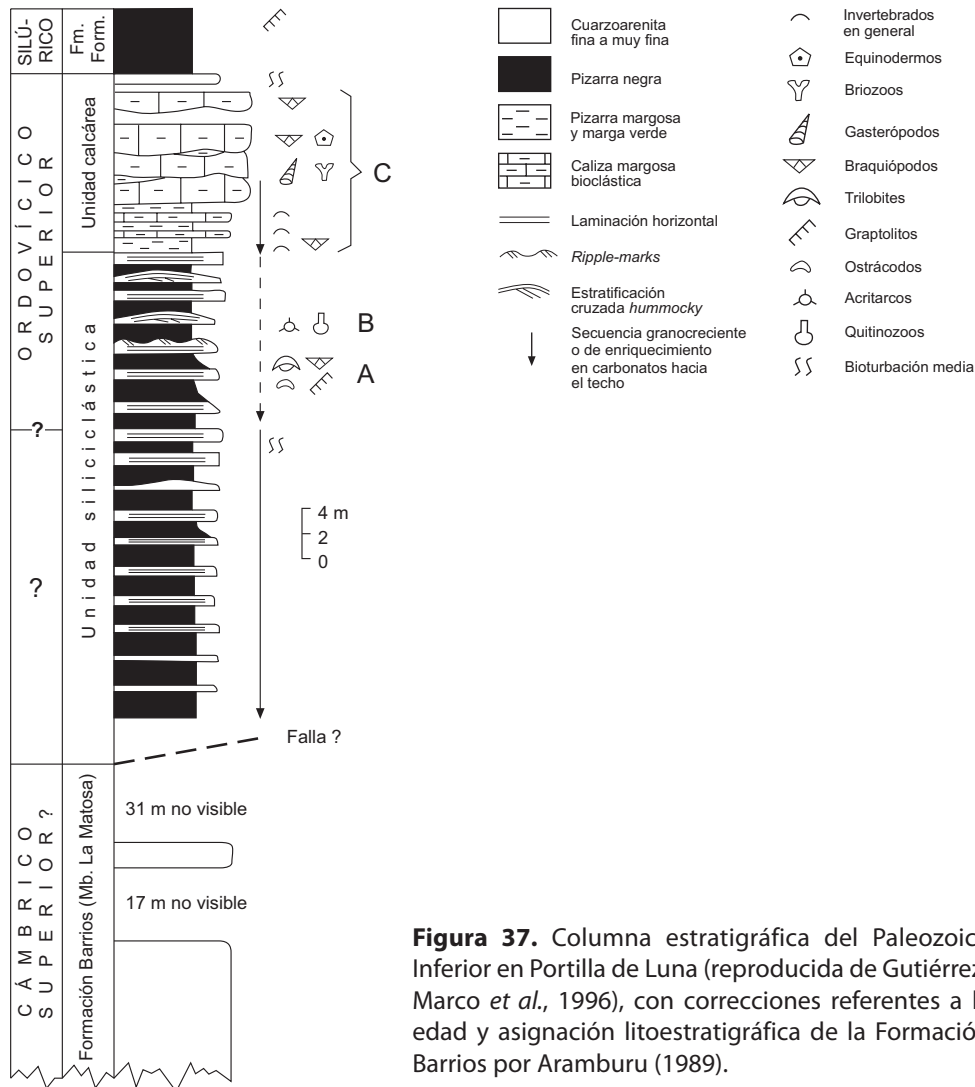 SILÚ-
RICO
Fm.
Form.
ORDOVÍCICO
SUPERIOR
?
?
CÁMBRICO
SUPERIOR?
Unidad calcárea
Unidad siliciclástica
Formación Barrios (Mb. La Matosa)
C
B
A
4 m
2
0
Falla ?
31 m no visible
17 m no visible
Cuarzoarenita
fina a muy fina
Pizarra negra
Pizarra margosa
y marga verde
Caliza margosa
bioclástica
Laminación horizontal
Ripple-marks
Estratificación
cruzada hummocky
Secuencia granocreciente
o de enriquecimiento
en carbonatos hacia
el techo
Invertebrados
en general
Equinodermos
Briozoos
Gasterópodos
Braquiópodos
Trilobites
Graptolitos
Ostrácodos
Acritarcos
Quitinozoos
Bioturbación media
Figura 37. Columna estratigráfica del Paleozoic
Inferior en Portilla de Luna (reproducida de Gutiérrez
Marco et al., 1996), con correcciones referentes a l
edad y asignación litoestratigráfica de la Formació
Barrios por Aramburu (1989).